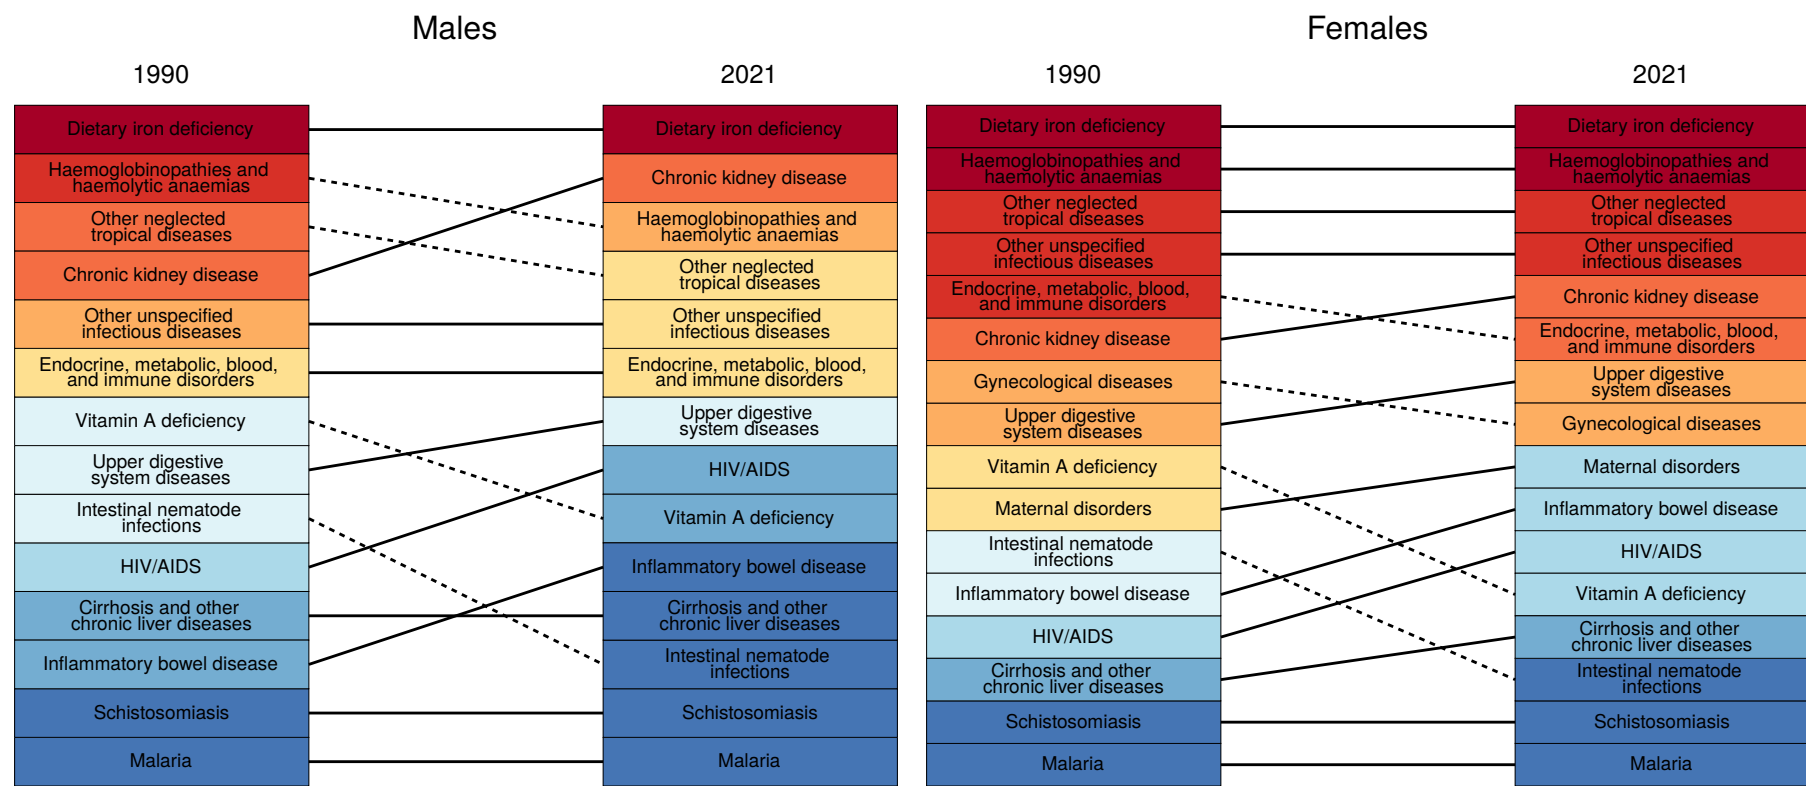 Males
1990
2021
Dietary iron deficiency
Haemoglobinopathies and
haemolytic anaemias
Other neglected
tropical diseases
Chronic kidney disease
Other unspecified
infectious diseases
Endocrine, metabolic, blood,
and immune disorders
Vitamin A deficiency
Upper digestive
system diseases
Intestinal nematode
infections
HIV/AIDS
Cirrhosis and other
chronic liver diseases
Inflammatory bowel disease
Schistosomiasis
Malaria
Dietary iron deficiency
Chronic kidney disease
Haemoglobinopathies and
haemolytic anaemias
Other neglected
tropical diseases
Other unspecified
infectious diseases
Endocrine, metabolic, blood,
and immune disorders
Upper digestive
system diseases
HIV/AIDS
Vitamin A deficiency
Inflammatory bowel disease
Cirrhosis and other
chronic liver diseases
Intestinal nematode
infections
Schistosomiasis
Malaria
Females
1990
2021
Dietary iron deficiency
Haemoglobinopathies and
haemolytic anaemias
Other neglected
tropical diseases
Other unspecified
infectious diseases
Endocrine, metabolic, blood,
and immune disorders
Chronic kidney disease
Gynecological diseases
Upper digestive
system diseases
Vitamin A deficiency
Maternal disorders
Intestinal nematode
infections
Inflammatory bowel disease
HIV/AIDS
Cirrhosis and other
chronic liver diseases
Schistosomiasis
Malaria
Dietary iron deficiency
Haemoglobinopathies and
haemolytic anaemias
Other neglected
tropical diseases
Other unspecified
infectious diseases
Chronic kidney disease
Endocrine, metabolic, blood,
and immune disorders
Upper digestive
system diseases
Gynecological diseases
Maternal disorders
Inflammatory bowel disease
HIV/AIDS
Vitamin A deficiency
Cirrhosis and other
chronic liver diseases
Intestinal nematode
infections
Schistosomiasis
Malaria